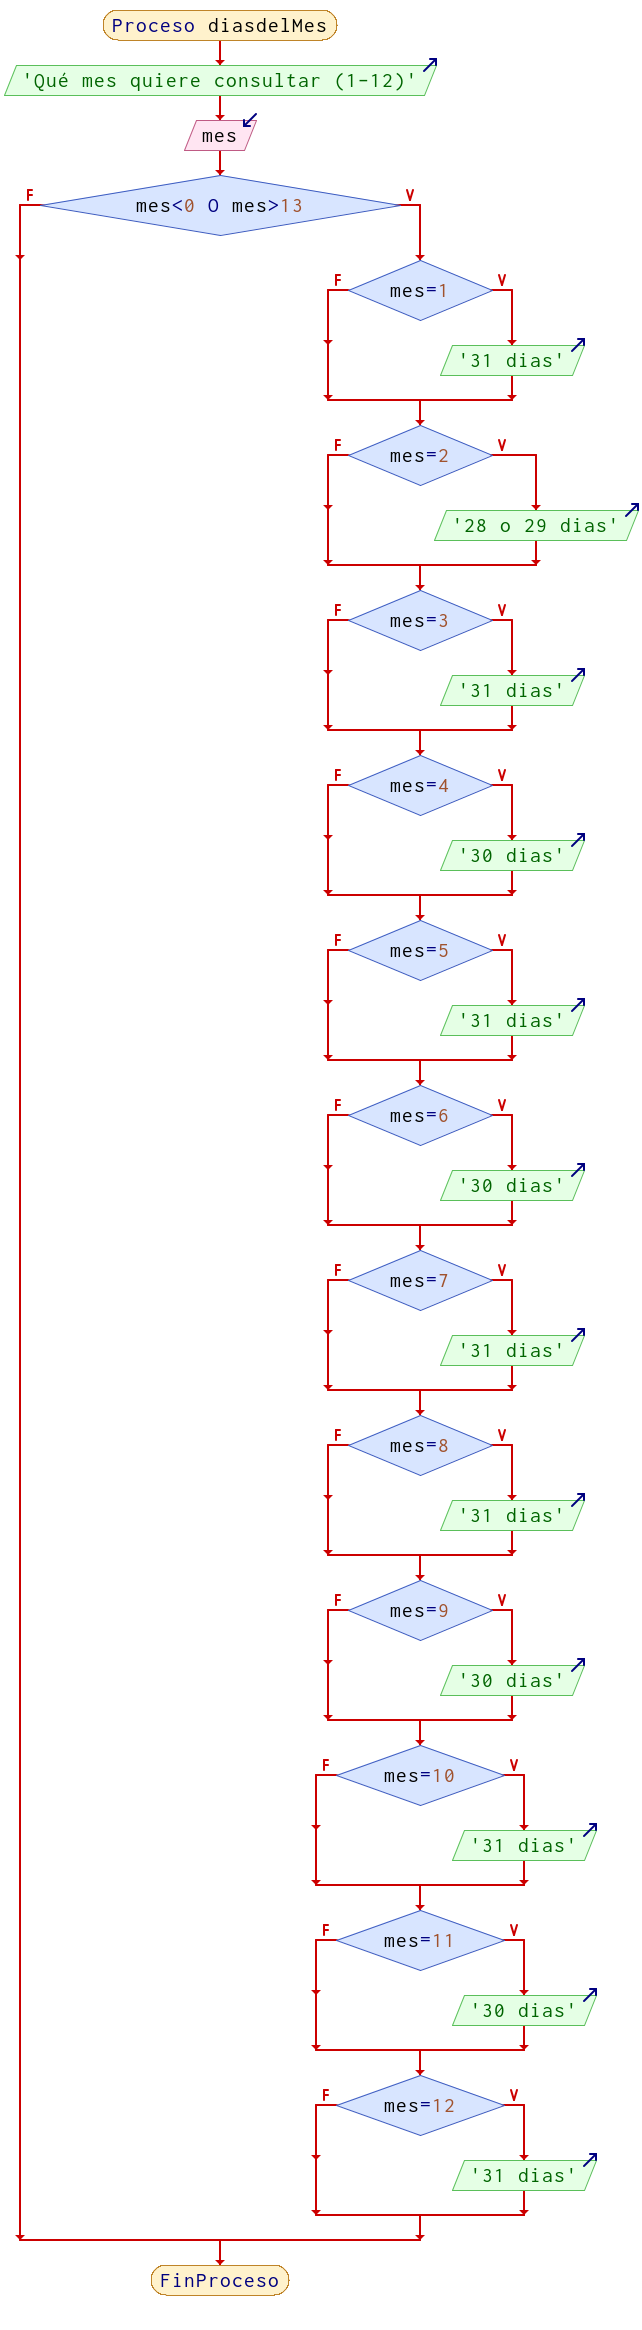 Proceso diasdelMes
'Qué mes quiere consultar (1-12)'
mes
F mes<0 O mes>13 V
F mes=1 V
'31 dias'
F mes=2 V
'28 o 29 dias'
F mes=3 V
'31 dias'
F mes=4 V
'30 dias'
F mes=5 V
'31 dias'
F mes=6 V
'30 dias'
F mes=7 V
'31 dias'
F mes=8 V
'31 dias'
F mes=9 V
'30 dias'
F mes=10 V
'31 dias'
F mes=11 V
'30 dias'
F mes=12 V
'31 dias'
FinProceso